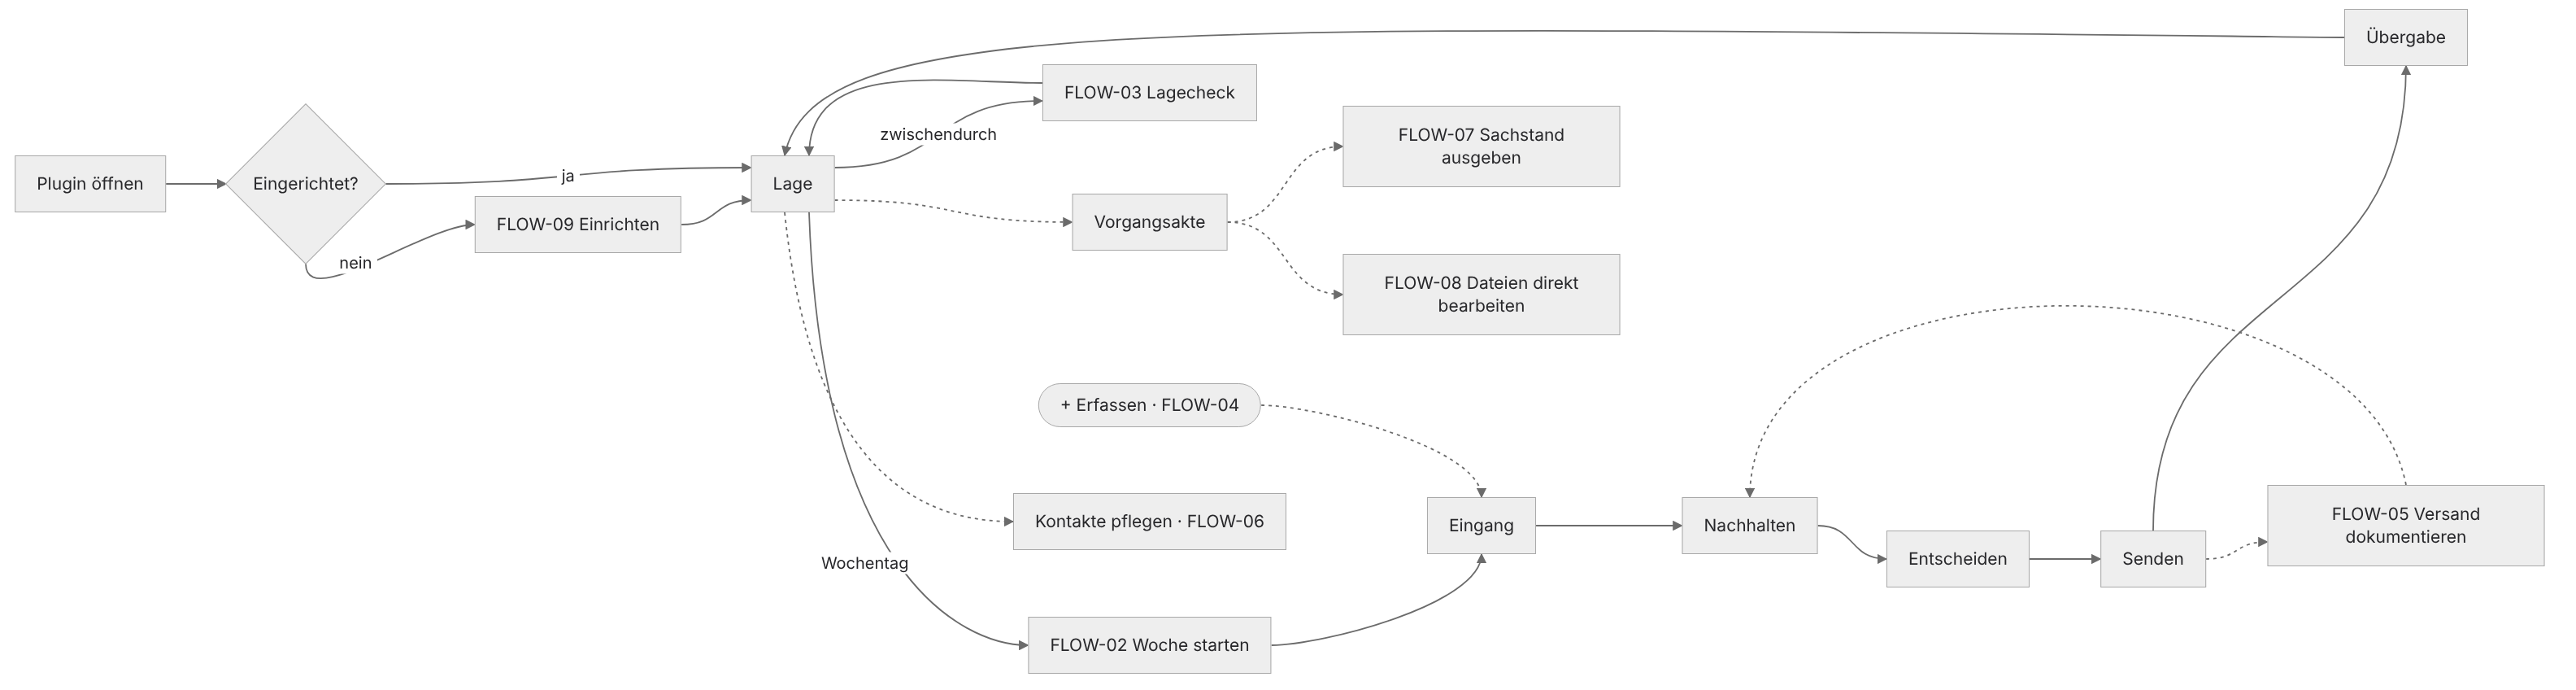 Übergabe
FLOW-03 Lagecheck
zwischendurch
FLOW-07 Sachstand
ausgeben
Plugin öffnen
Eingerichtet?
ja
Lage
FLOW-09 Einrichten
nein
Vorgangsakte
FLOW-08 Dateien direkt
bearbeiten
+ Erfassen · FLOW-04
Kontakte pflegen · FLOW-06
Wochentag
Eingang
Nachhalten
Entscheiden
Senden
FLOW-05 Versand
dokumentieren
FLOW-02 Woche starten